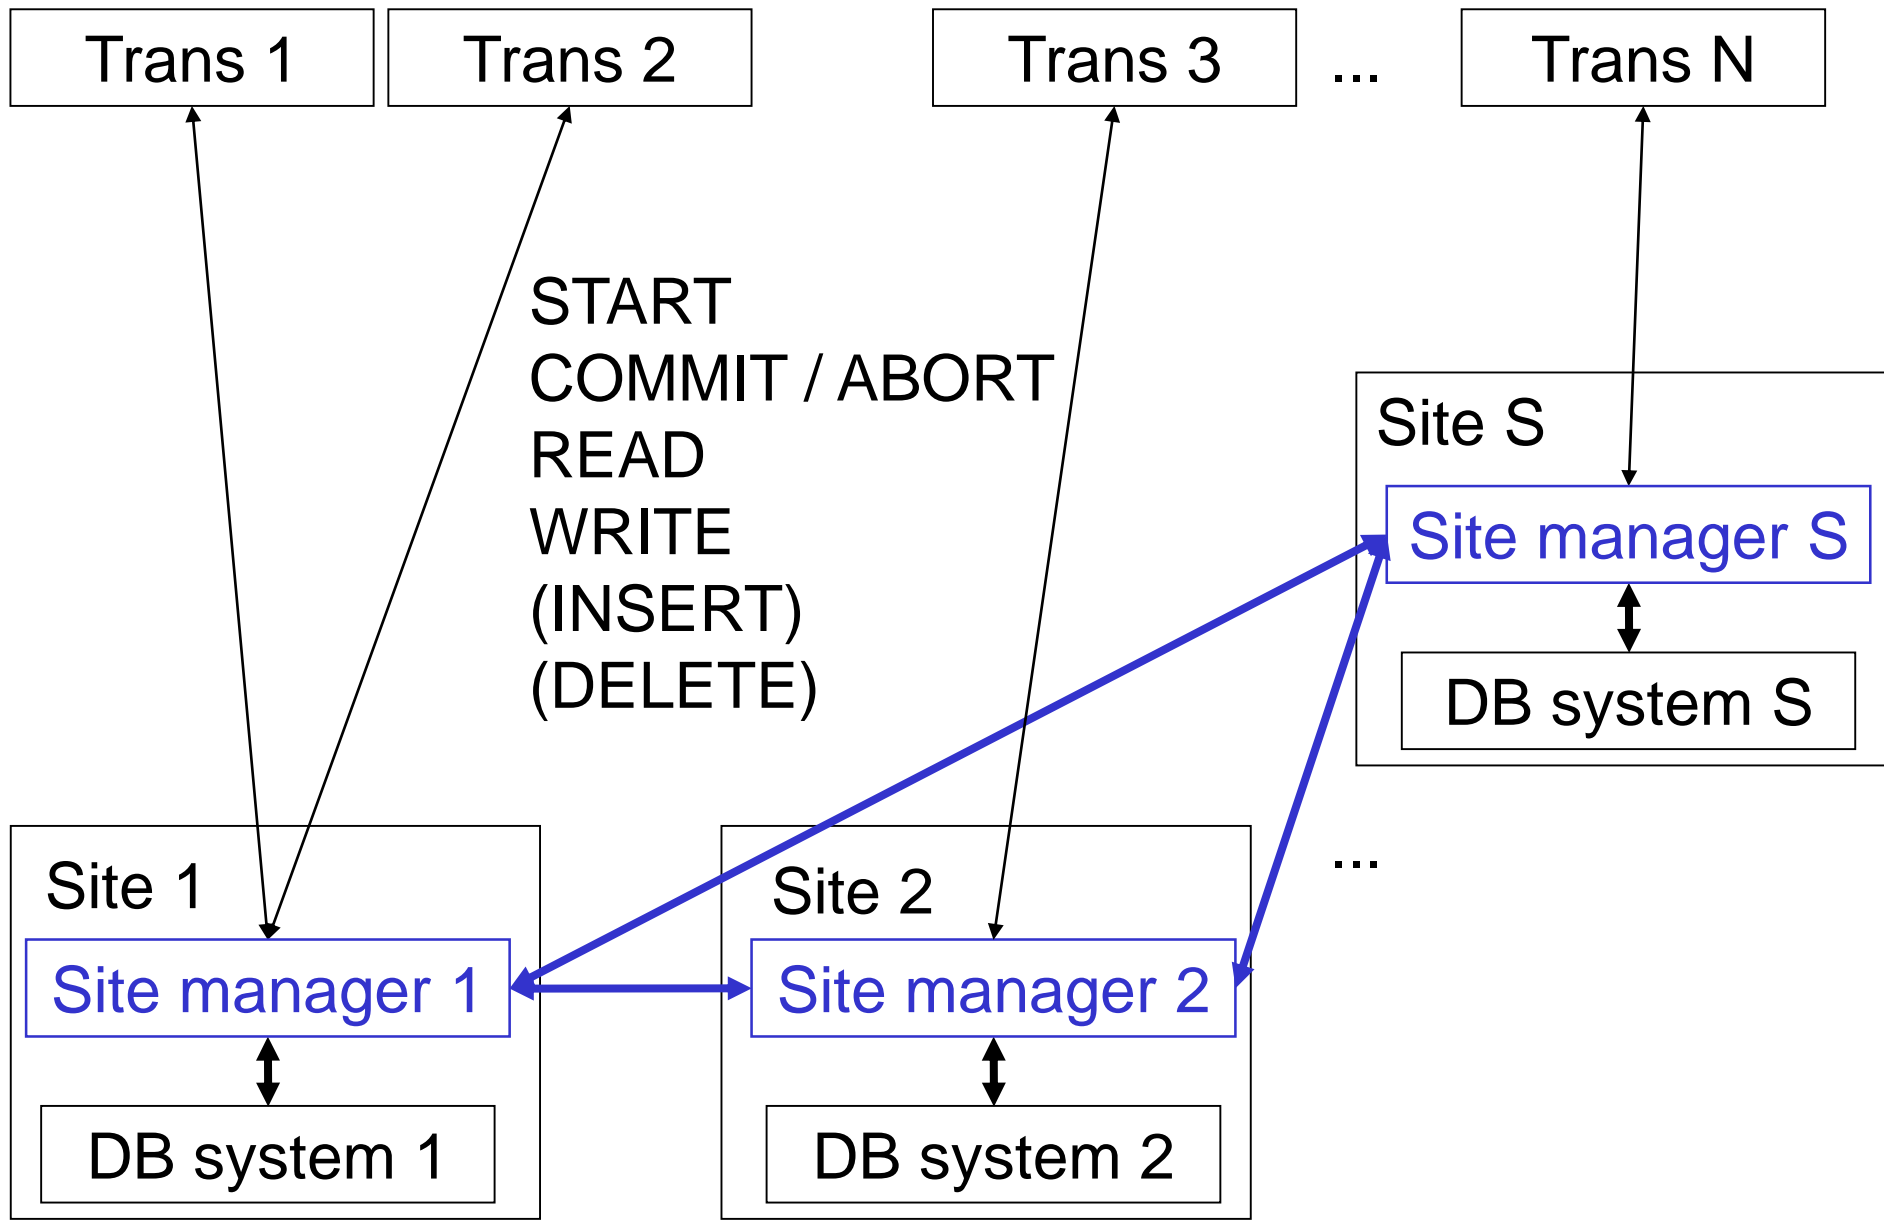 Trans 1
Trans 2
Trans 3
...
Trans N
START
COMMIT / ABORT
READ
WRITE
(INSERT)
(DELETE)
Site S
Site manager S
DB system S
...
Site 1
Site manager 1
DB system 1
Site 2
Site manager 2
DB system 2